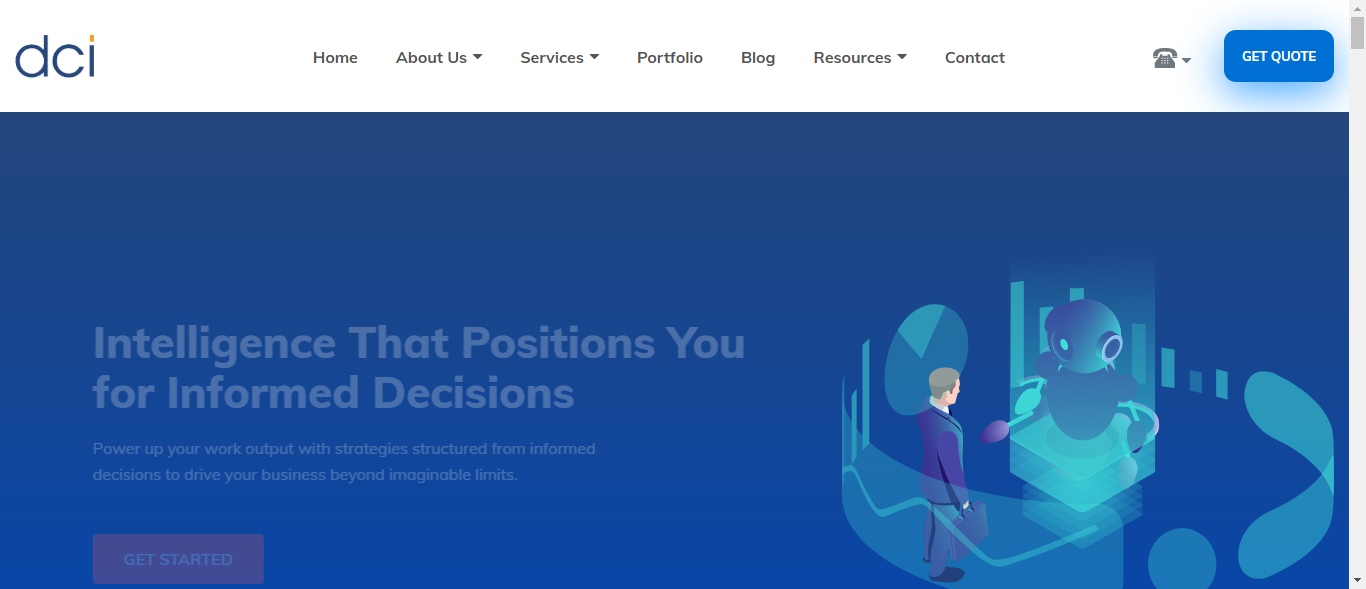 dci
Home About Us Services Portfolio Blog Resources Contact GET QUOTE
Intelligence That Positions You
for Informed Decisions
Power up your work output with strategies structured from informed
decisions to drive your business beyond imaginable limits.
GET STARTED